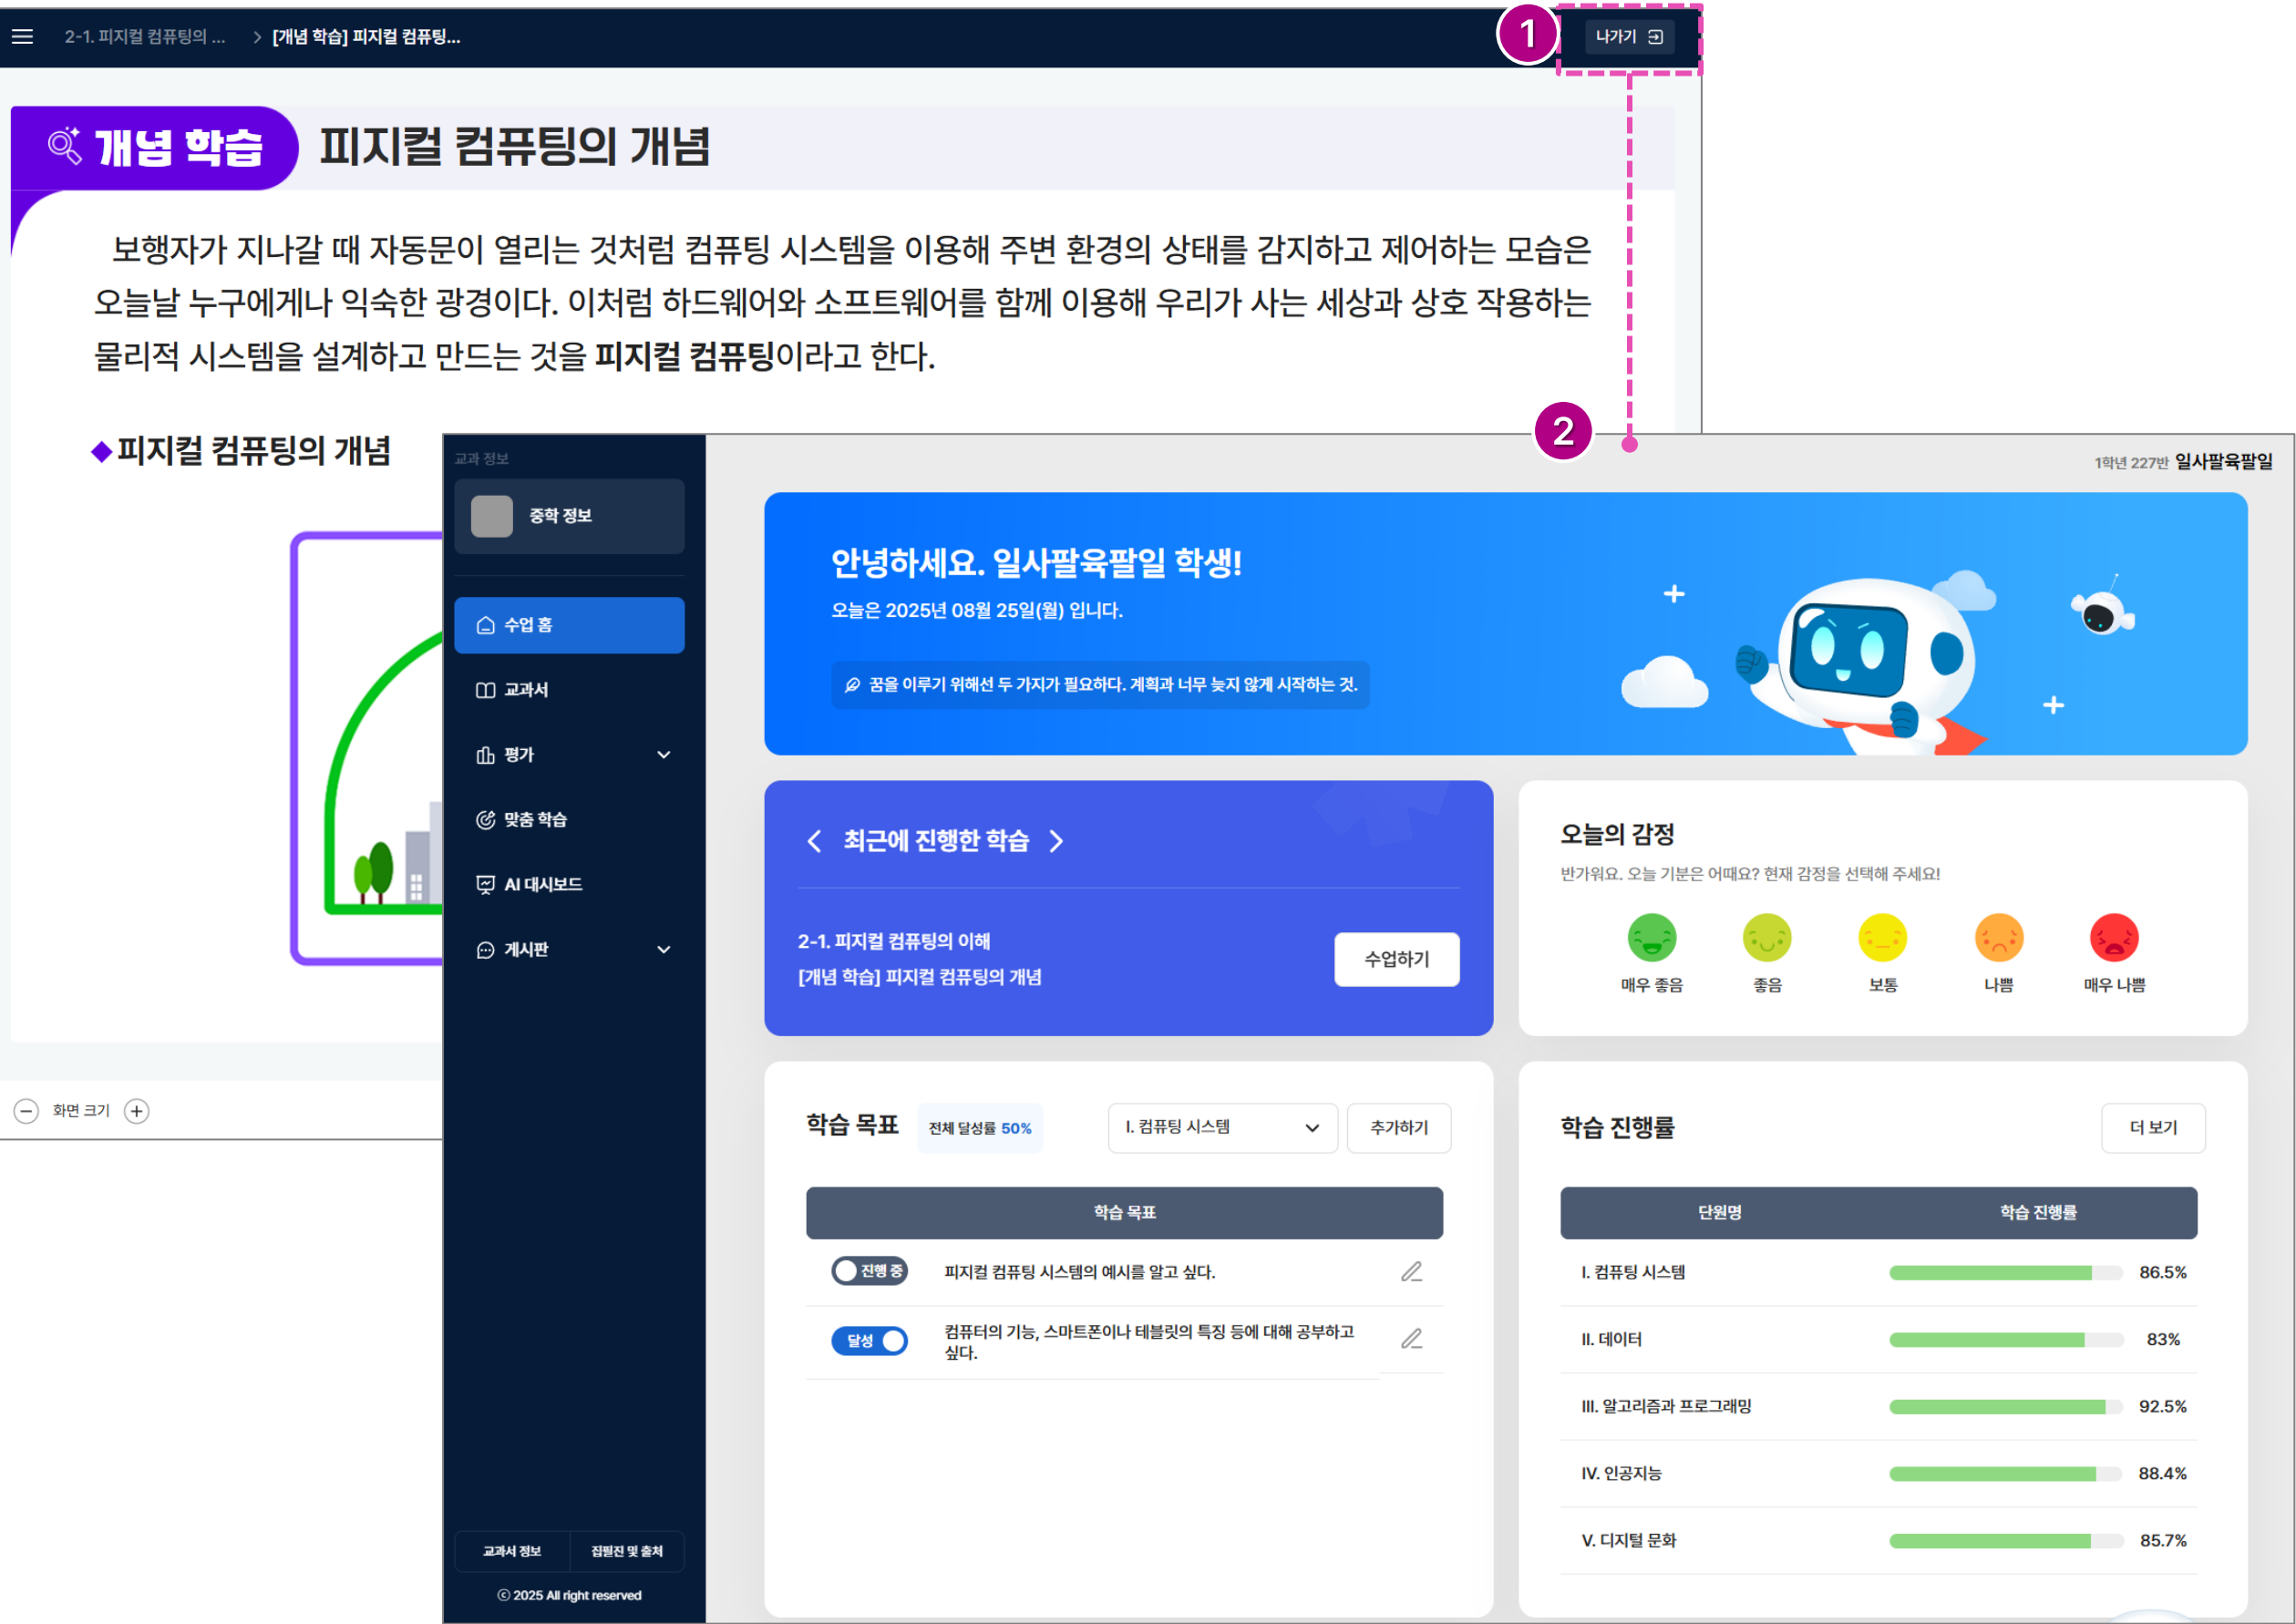 2-1. 피지컬 컴퓨팅의 ...
[개념 학습] 피지컬 컴퓨팅...
1
나가기
개념 학습
피지컬 컴퓨팅의 개념
보행자가 지나갈 때 자동문이 열리는 것처럼 컴퓨팅 시스템을 이용해 주변 환경의 상태를 감지하고 제어하는 모습은
오늘날 누구에게나 익숙한 광경이다. 이처럼 하드웨어와 소프트웨어를 함께 이용해 우리가 사는 세상과 상호 작용하는
물리적 시스템을 설계하고 만드는 것을 피지컬 컴퓨팅이라고 한다.
◆피지컬 컴퓨팅의 개념
화면 크기
2
교과 정보
중학 정보
수업 홈
교과서
평가
맞춤 학습
AI 대시보드
게시판
교과서 정보
집필진 및 출처
ⓒ 2025 All right reserved
1학년 227반 일사팔육팔일
안녕하세요. 일사팔육팔일 학생!
오늘은 2025년 08월 25일(월) 입니다.
꿈을 이루기 위해선 두 가지가 필요하다. 계획과 너무 늦지 않게 시작하는 것.
최근에 진행한 학습
2-1. 피지컬 컴퓨팅의 이해
[개념 학습] 피지컬 컴퓨팅의 개념
수업하기
오늘의 감정
반가워요. 오늘 기분은 어때요? 현재 감정을 선택해 주세요!
매우 좋음
좋음
보통
나쁨
매우 나쁨
학습 목표
전체 달성률 50%
I. 컴퓨팅 시스템
추가하기
학습 목표
진행 중
피지컬 컴퓨팅 시스템의 예시를 알고 싶다.
달성
컴퓨터의 기능, 스마트폰이나 테블릿의 특징 등에 대해 공부하고
싶다.
학습 진행률
더 보기
단원명
학습 진행률
I. 컴퓨팅 시스템
86.5%
II. 데이터
83%
III. 알고리즘과 프로그래밍
92.5%
IV. 인공지능
88.4%
V. 디지털 문화
85.7%